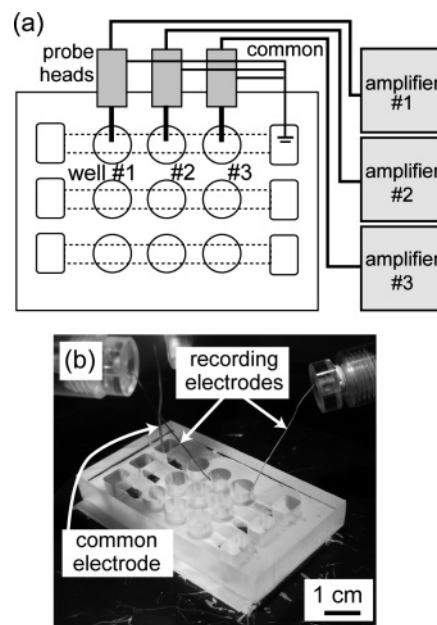 (a)
probe
heads
common
amplifier
#1
well #1
#2
#3
amplifier
#2
amplifier
#3
(b)
recording
electrodes
common
electrode
1 cm